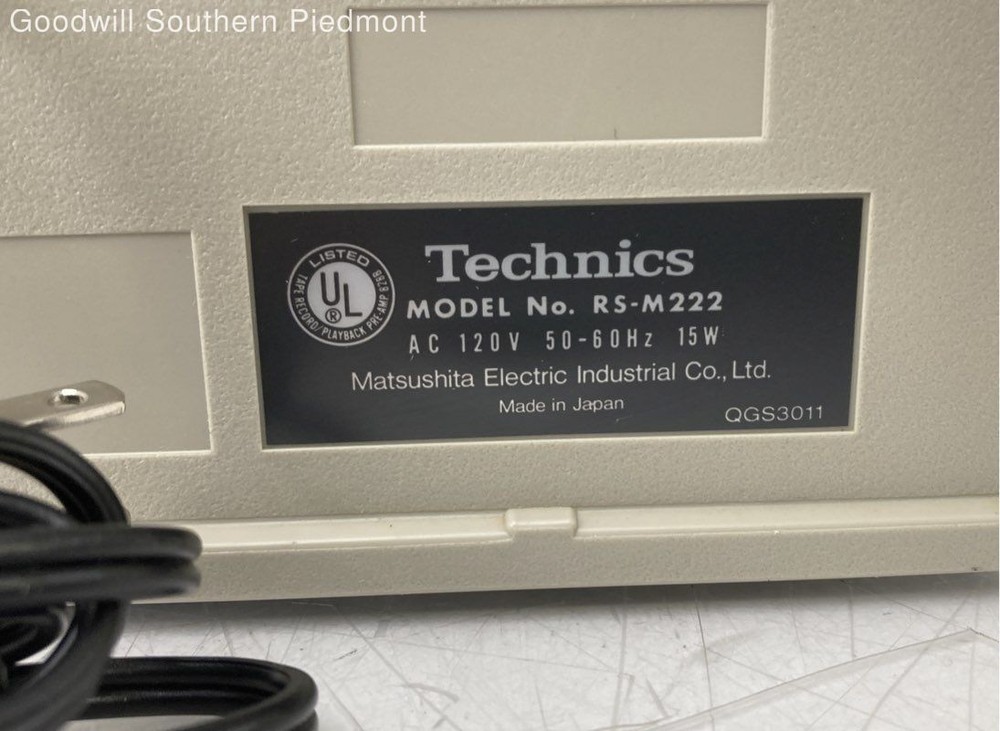 Goodwill Southern Piedmont
LISTED
UL
®
TAPE RECORD/PLAYBACK PRE-AMP 828B
Technics
MODEL No. RS-M222
AC 120V 50-60Hz 15W
Matsushita Electric Industrial Co., Ltd.
Made in Japan
QGS3011